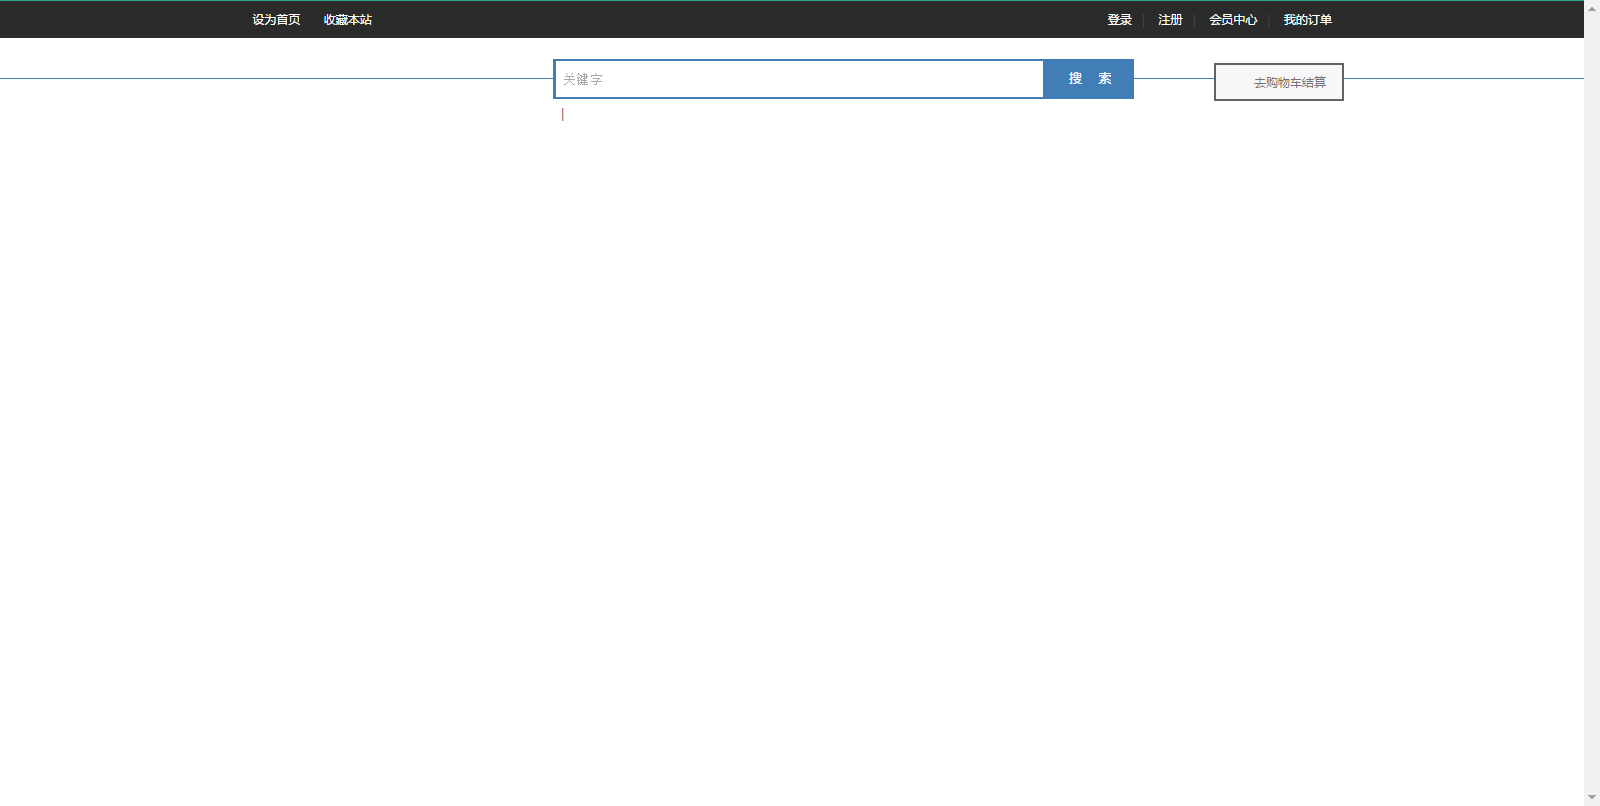 设为首页 收藏本站 登录 | 注册 | 会员中心 | 我的订单
关键字 搜 索 去购物车结算
|